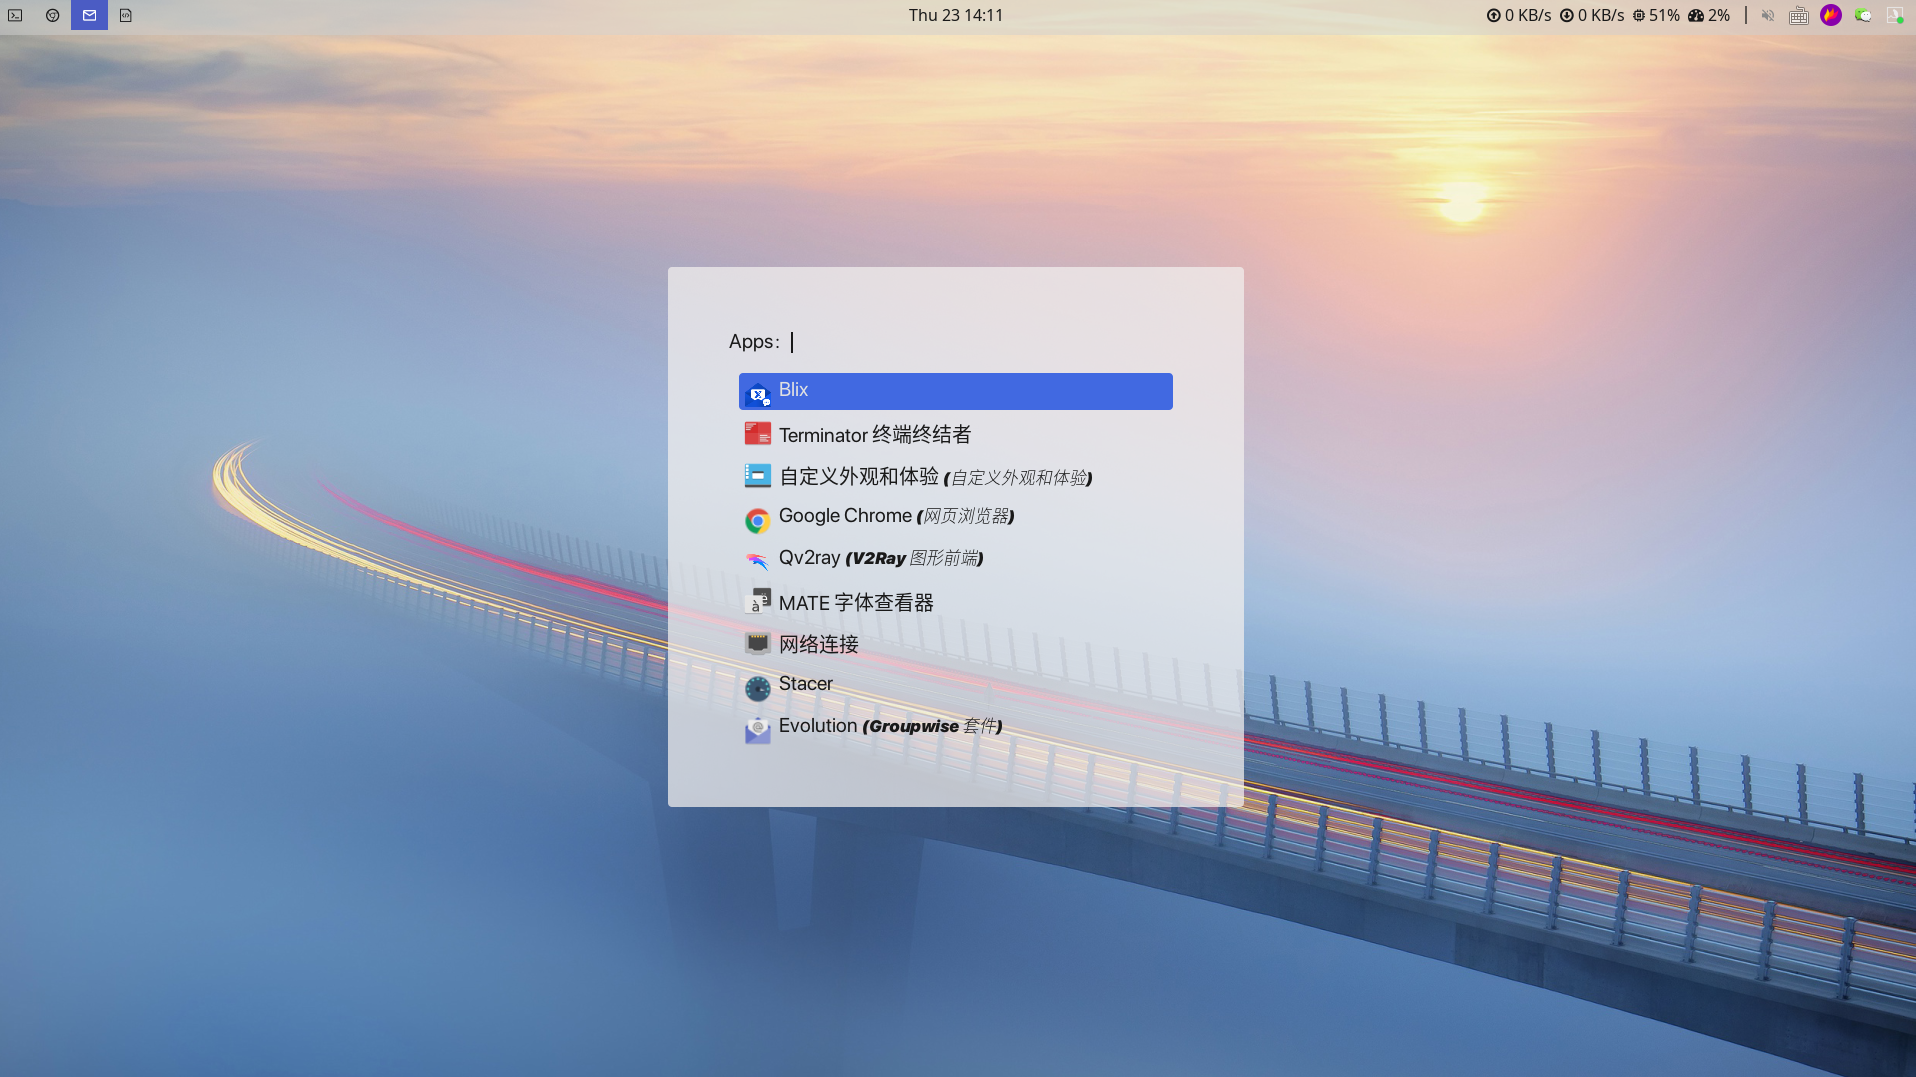 Thu 23 14:11
0 KB/s 0 KB/s 51% 2%
Apps:
Blix
Terminator 终端终结者
自定义外观和体验 (自定义外观和体验)
Google Chrome (网页浏览器)
Qv2ray (V2Ray 图形前端)
MATE 字体查看器
网络连接
Stacer
Evolution (Groupwise 套件)